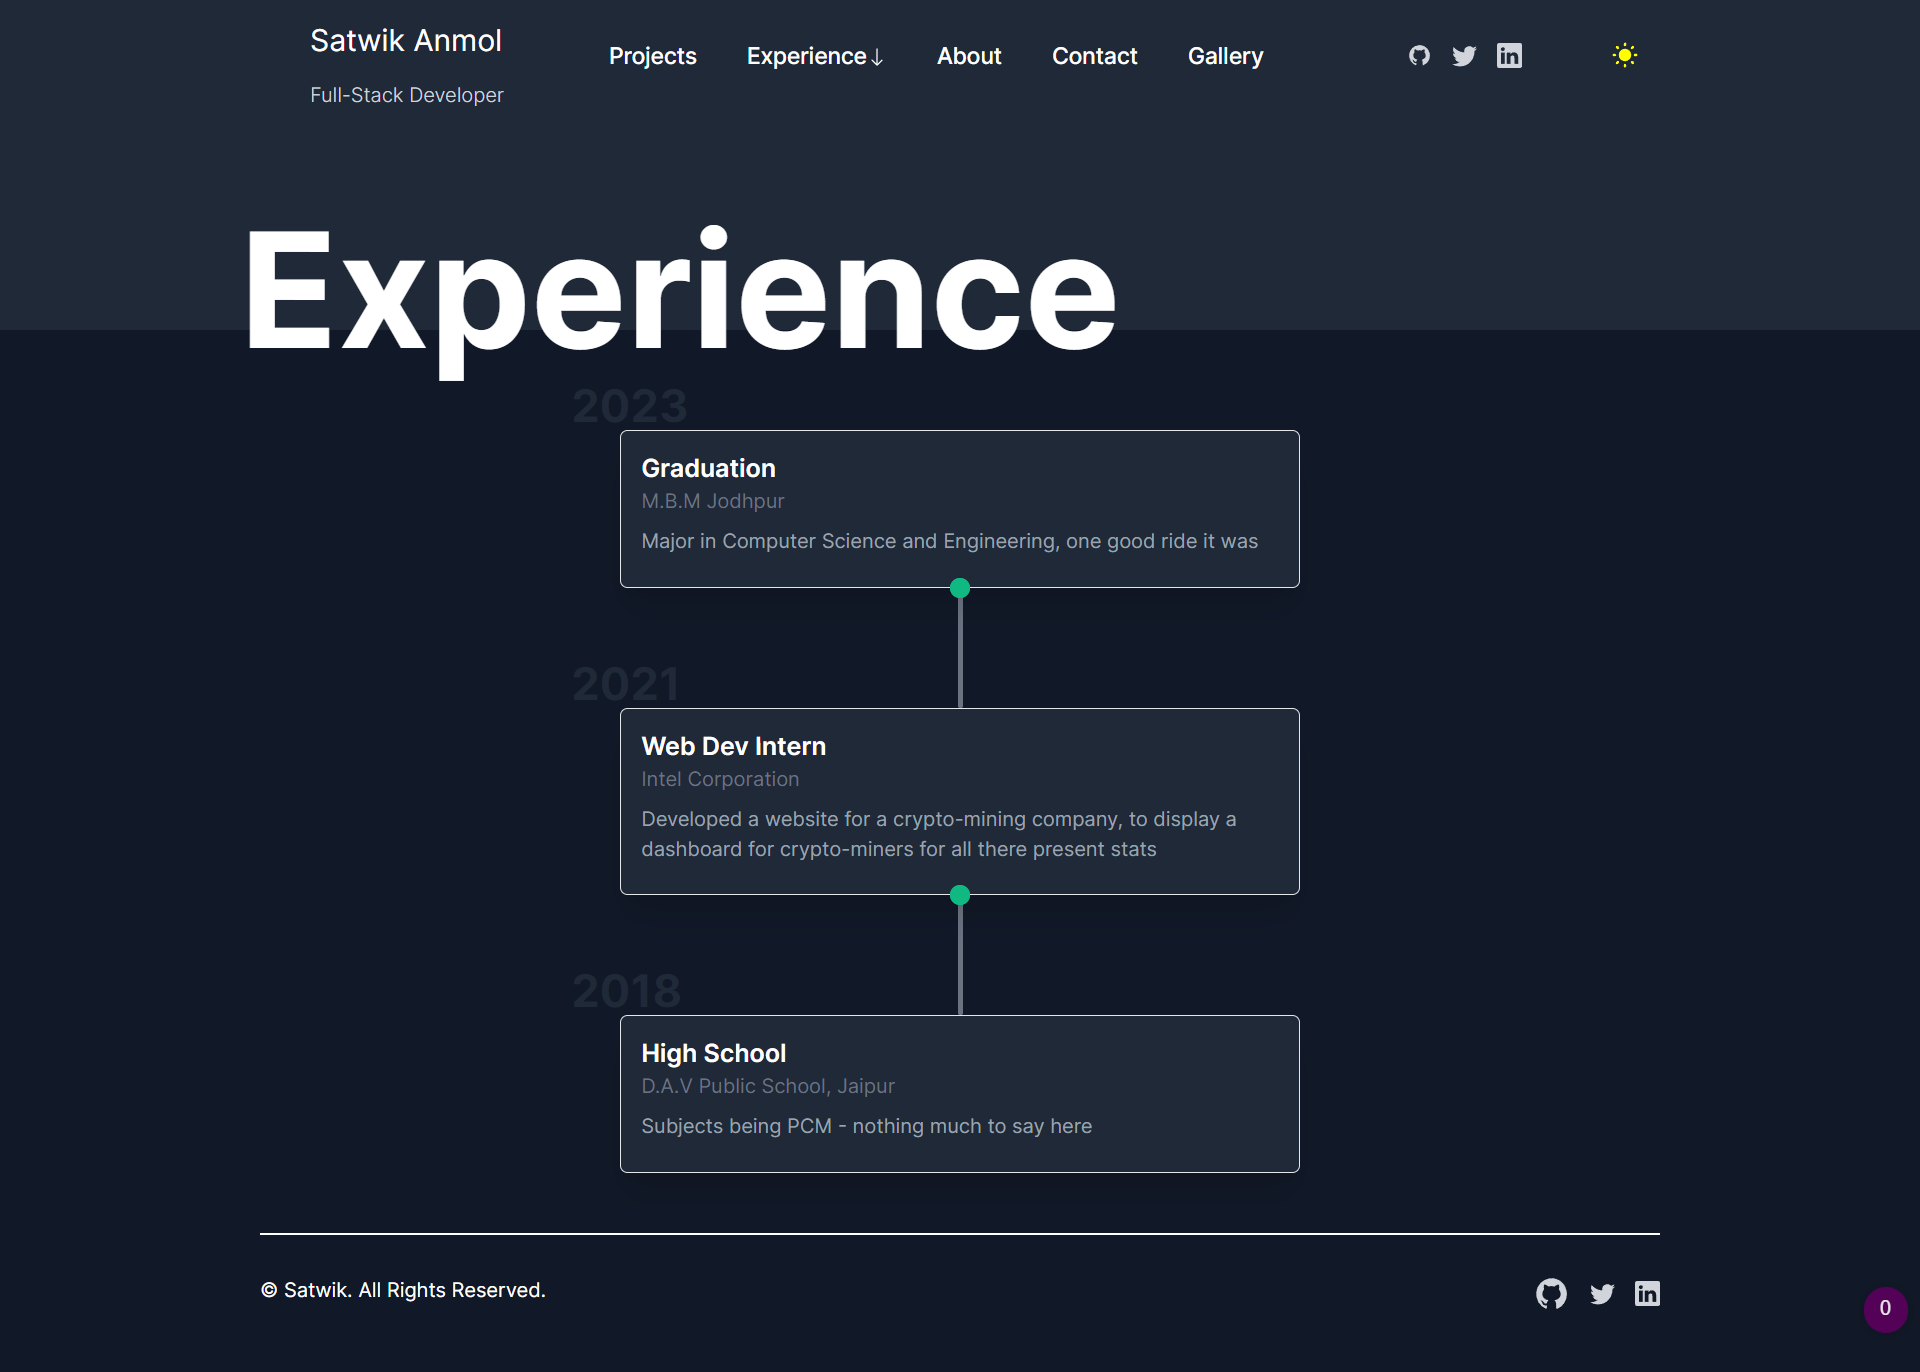 Satwik Anmol
Full-Stack Developer
Projects
Experience↓
About
Contact
Gallery
Experience
2023
Graduation
M.B.M Jodhpur
Major in Computer Science and Engineering, one good ride it was
2021
Web Dev Intern
Intel Corporation
Developed a website for a crypto-mining company, to display a
dashboard for crypto-miners for all there present stats
2018
High School
D.A.V Public School, Jaipur
Subjects being PCM - nothing much to say here
© Satwik. All Rights Reserved.
0